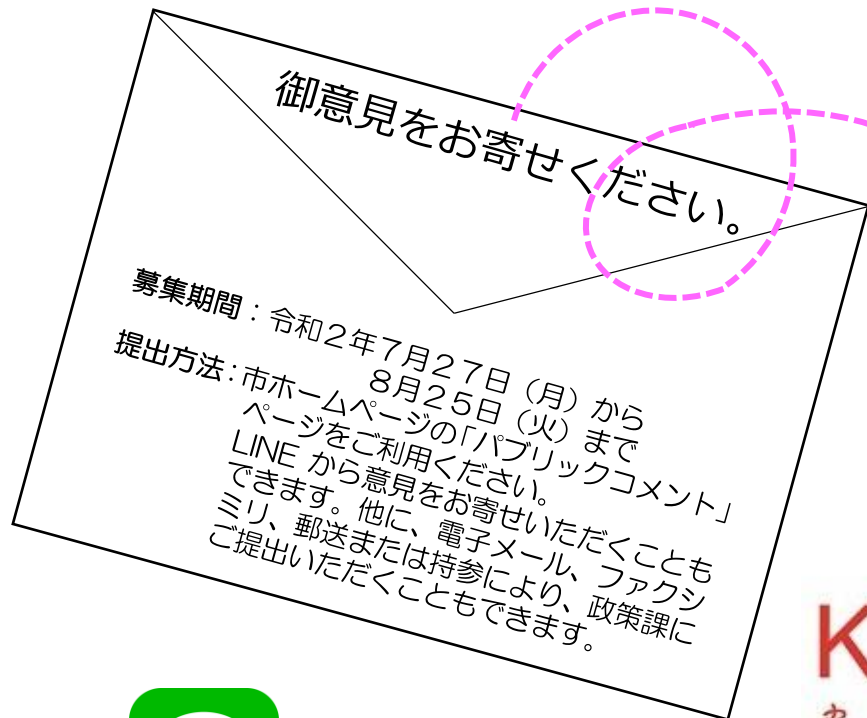 御意見をお寄せください。
募集期間：令和２年７月２７日（月）から
８月２５日（火）まで
提出方法：市ホームページの「パブリックコメント」
ページをご利用ください。
LINE から意見をお寄せいただくことも
できます。他に、電子メール、ファクシ
ミリ、郵送または持参により、政策課に
ご提出いただくこともできます。
K